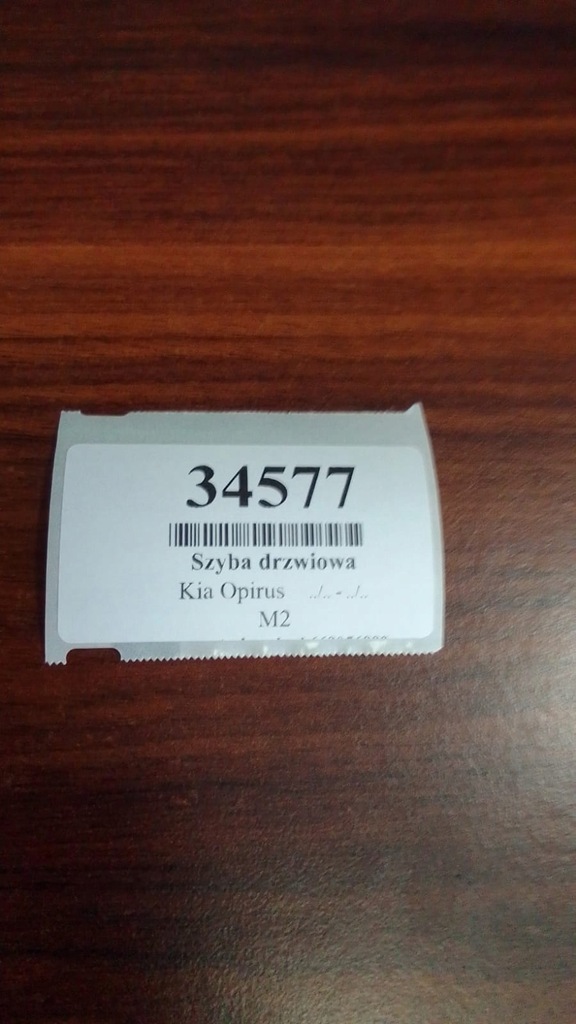 34577
Szyba drzwiowa
Kia Opirus ../.. - ../..
M2